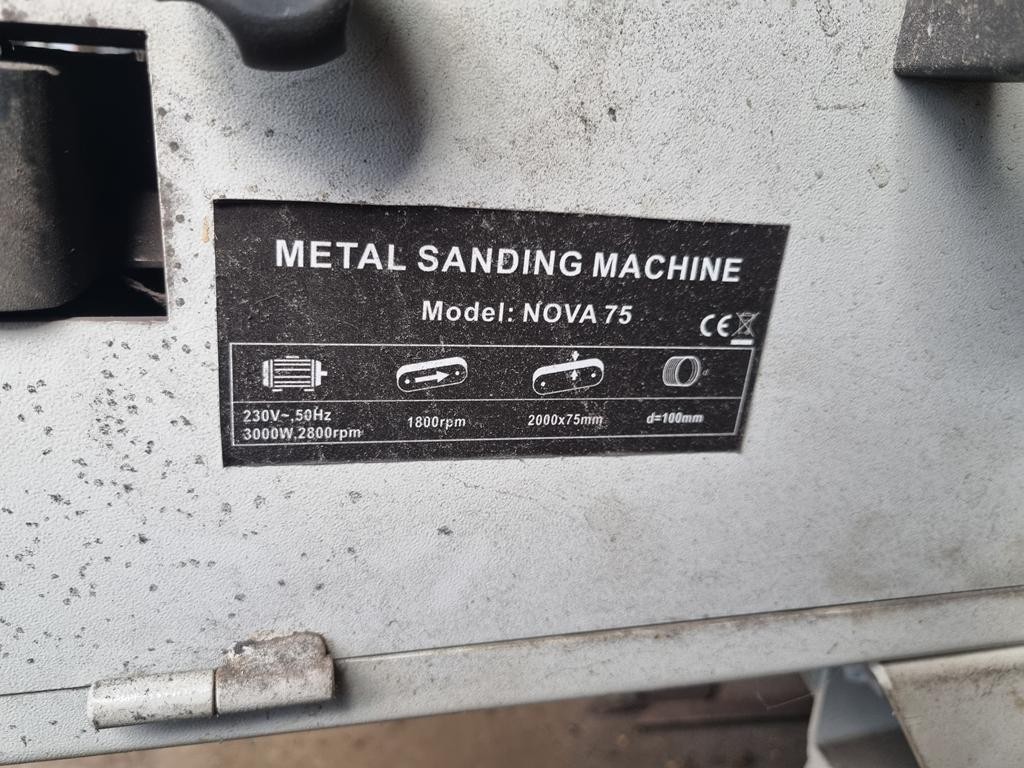 METAL SANDING MACHINE
Model: NOVA 75
CE
230V~,50Hz
3000W,2800rpm
1800rpm
2000x75mm
d=100mm